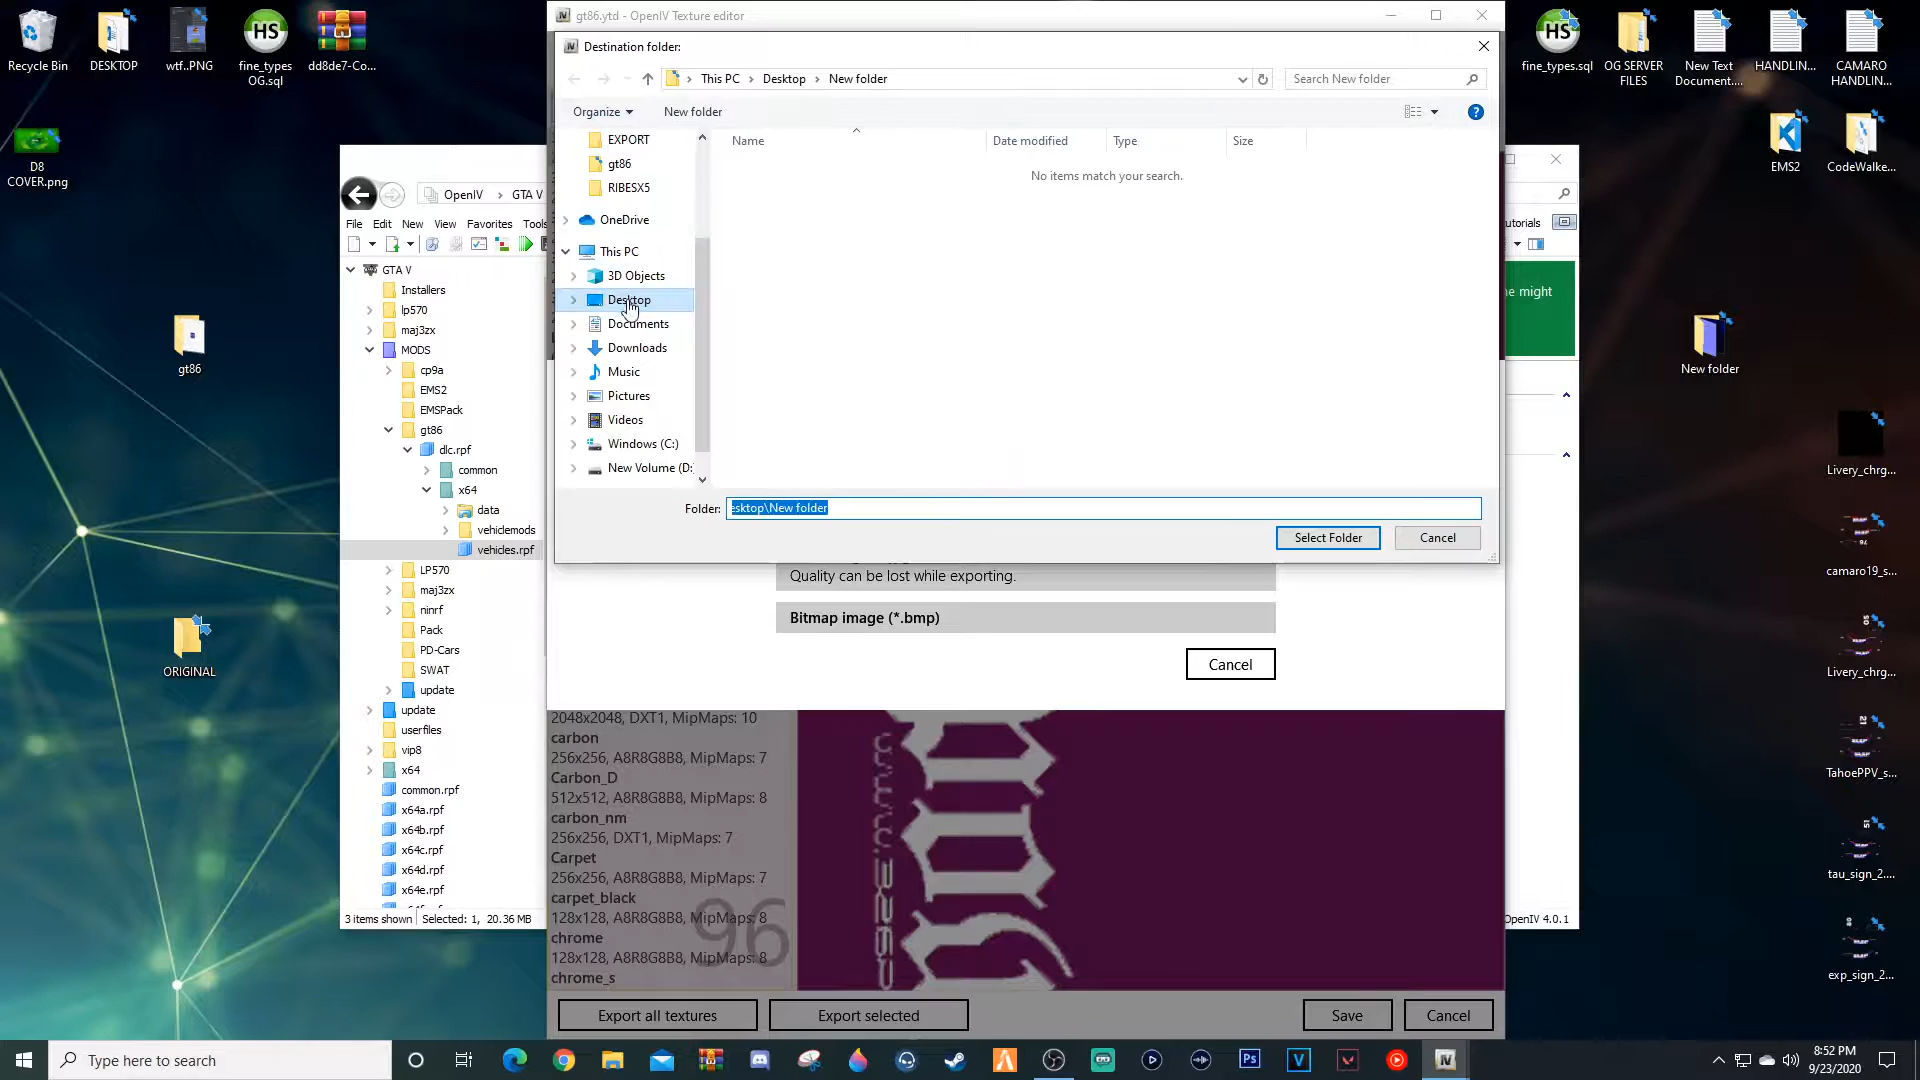 Recycle Bin
DESKTOP
wtf..PNG
fine_types
OG.sql
dd8de7-Co...
D8
COVER.png
gt86
ORIGINAL
OpenIV
GTA V
File Edit New View Favorites Tools
GTA V
Installers
lp570
maj3zx
MODS
cp9a
EMS2
EMSPack
gt86
dlc.rpf
common
x64
data
vehiclemods
vehicles.rpf
LP570
maj3zx
ninrf
Pack
PD-Cars
SWAT
update
update
userfiles
vip8
x64
common.rpf
x64a.rpf
x64b.rpf
x64c.rpf
x64d.rpf
x64e.rpf
3 items shown Selected: 1, 20.36 MB
gt86.ytd - OpenIV Texture editor
Destination folder:
This PC > Desktop > New folder
Search New folder
Organize New folder
EXPORT
gt86
RIBESX5
OneDrive
This PC
3D Objects
Desktop
Documents
Downloads
Music
Pictures
Videos
Windows (C:)
New Volume (D:
Name Date modified Type Size
No items match your search.
Folder: esktop\New folder
Select Folder Cancel
Quality can be lost while exporting.
Bitmap image (*.bmp)
Cancel
2048x2048, DXT1, MipMaps: 10
carbon
256x256, A8R8G8B8, MipMaps: 7
Carbon_D
512x512, A8R8G8B8, MipMaps: 8
carbon_nm
256x256, DXT1, MipMaps: 7
Carpet
256x256, A8R8G8B8, MipMaps: 7
carpet_black
128x128, A8R8G8B8, MipMaps: 8
chrome
128x128, A8R8G8B8, MipMaps: 8
chrome_s
96
Export all textures Export selected Save Cancel
utorials
e might
OpenIV 4.0.1
fine_types.sql
OG SERVER
FILES
New Text
Document....
HANDLIN...
CAMARO
HANDLIN...
EMS2
CodeWalke...
New folder
Livery_chrg...
camaro19_s...
Livery_chrg...
TahoePPV_s...
tau_sign_2....
exp_sign_2...
Type here to search
8:52 PM
9/23/2020